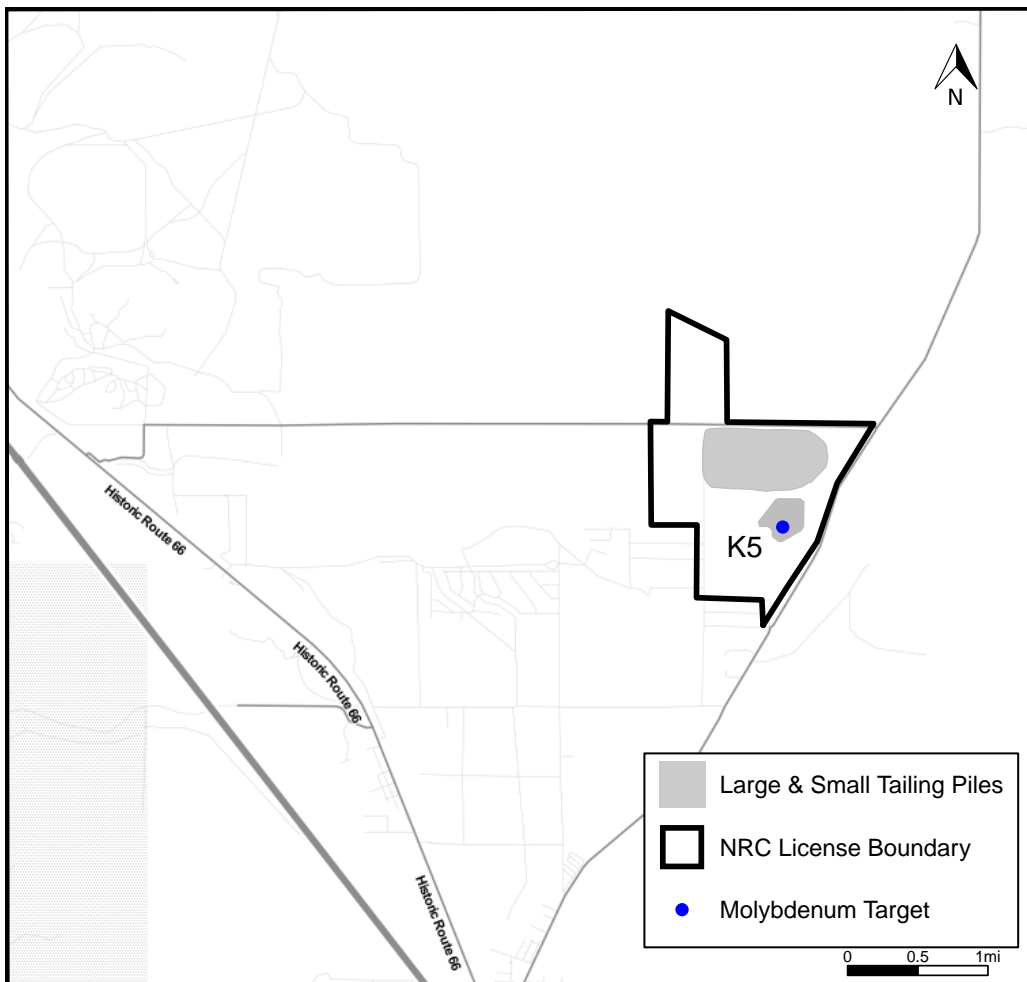 N
K5
Historic Route 66
Historic Route 66
Historic Route 66
Large & Small Tailing Piles
NRC License Boundary
Molybdenum Target
0 0.5 1mi